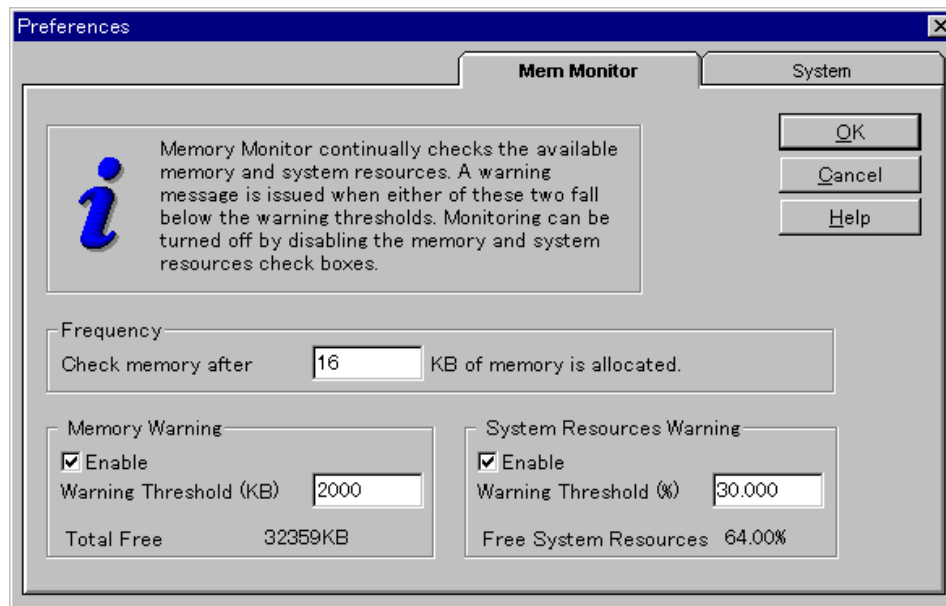 Preferences
Mem Monitor
System
Memory Monitor continually checks the available
memory and system resources. A warning
message is issued when either of these two fall
below the warning thresholds. Monitoring can be
turned off by disabling the memory and system
resources check boxes.
OK
Cancel
Help
Frequency
Check memory after 16 KB of memory is allocated.
Memory Warning
Enable
Warning Threshold (KB) 2000
Total Free 32359KB
System Resources Warning
Enable
Warning Threshold (%) 30.000
Free System Resources 64.00%